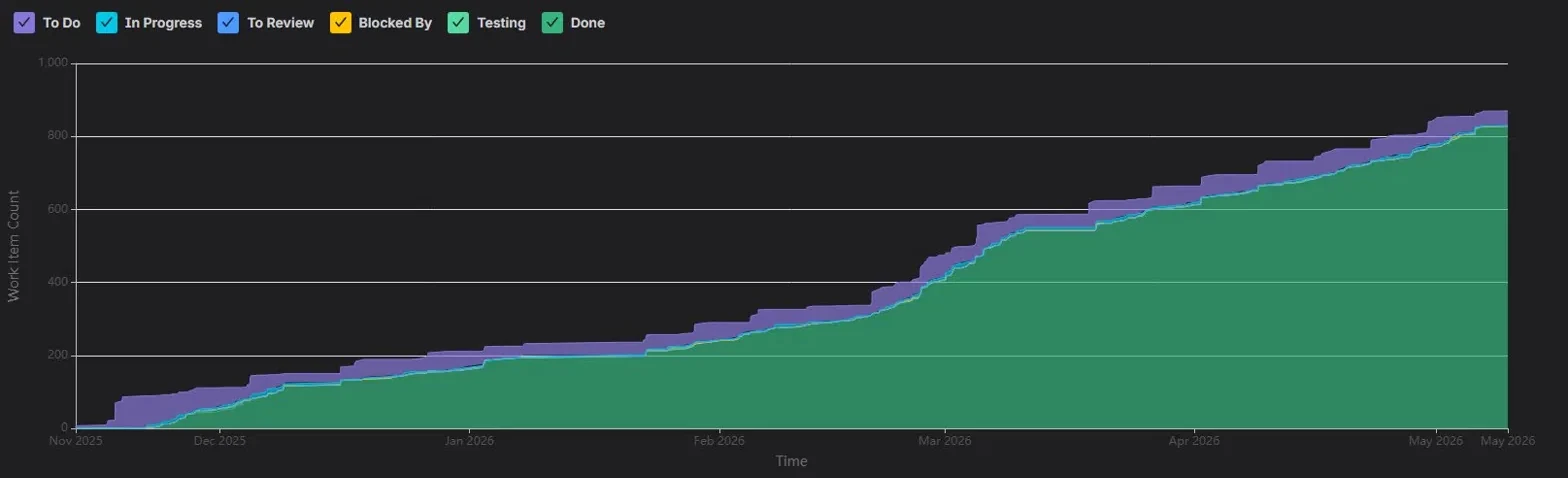 To Do In Progress To Review Blocked By Testing Done
1,000
800
600
400
200
0
Work Item Count
Nov 2025 Dec 2025 Jan 2026 Feb 2026 Mar 2026 Apr 2026 May 2026 May 2026
Time